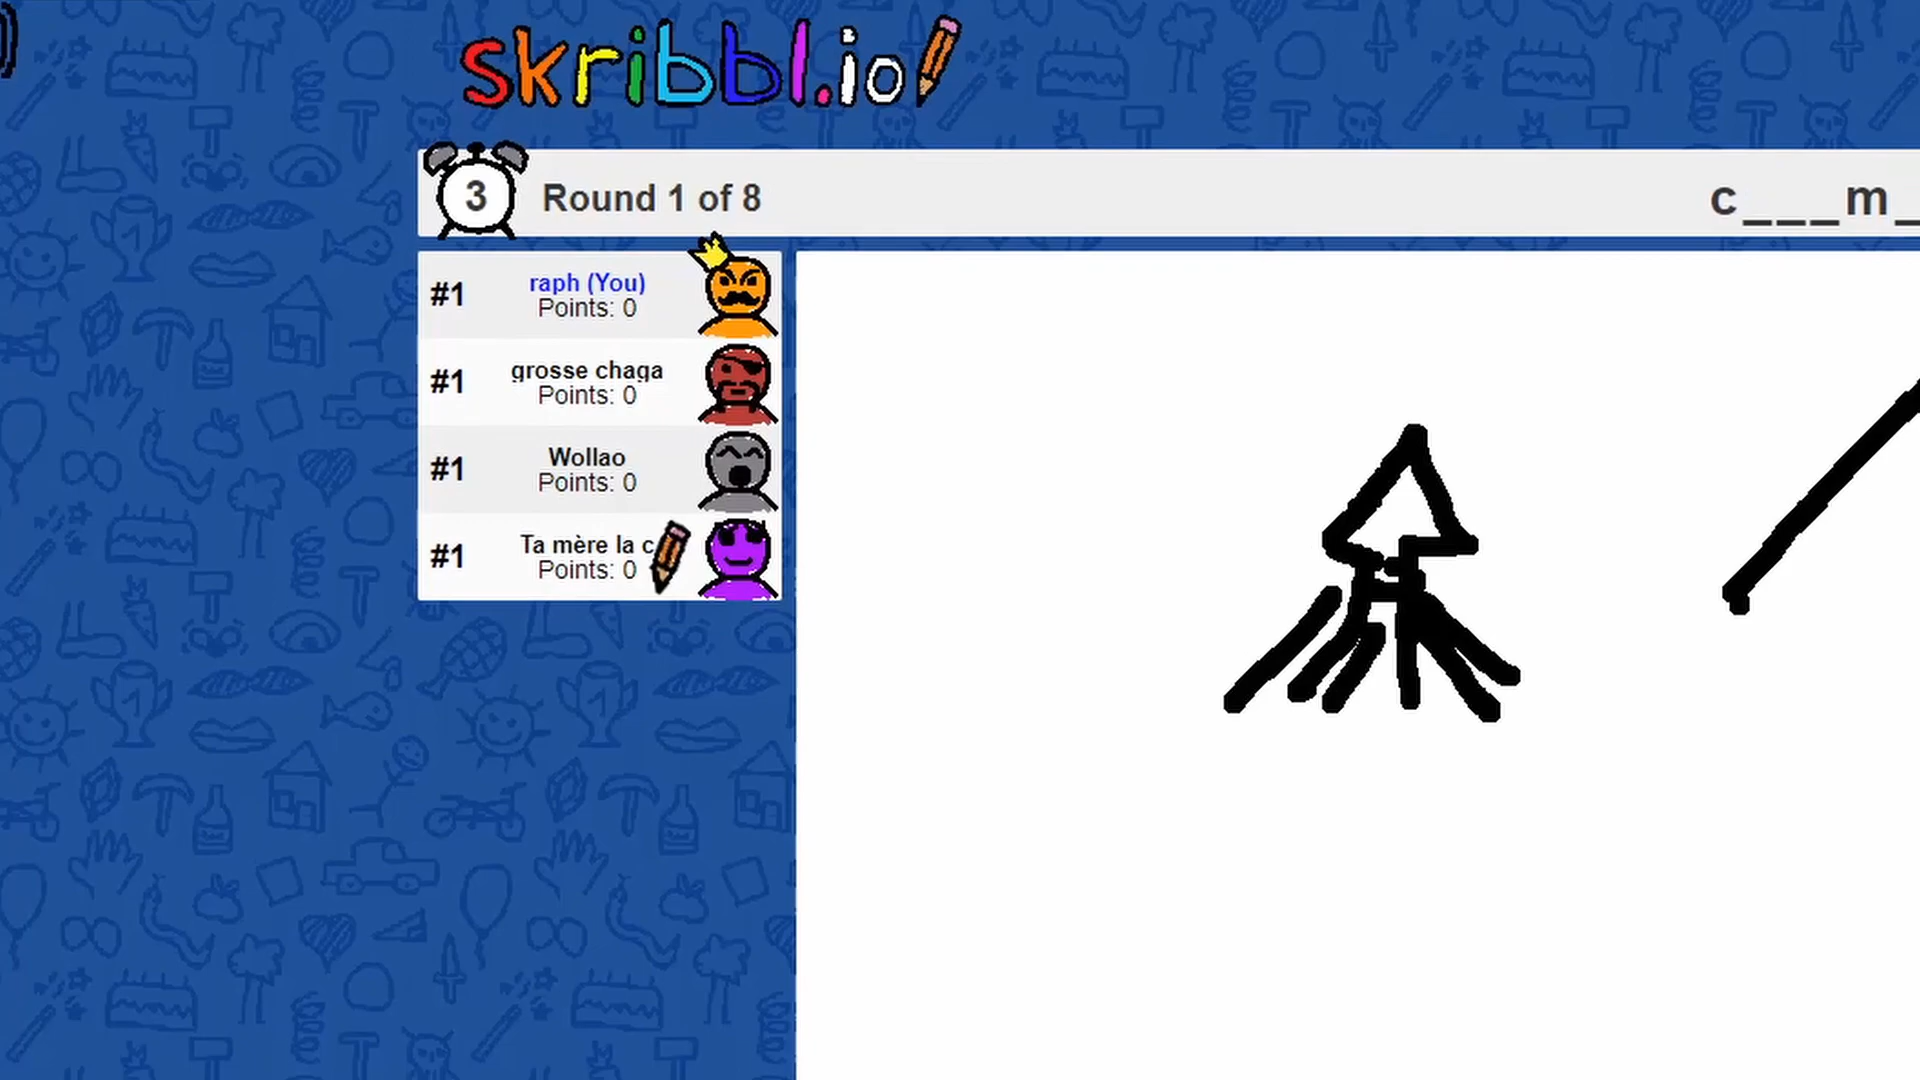 skribbl.io
3
Round 1 of 8
c___m_
#1
raph (You)
Points: 0
#1
grosse chaga
Points: 0
#1
Wollao
Points: 0
#1
Ta mère la c
Points: 0